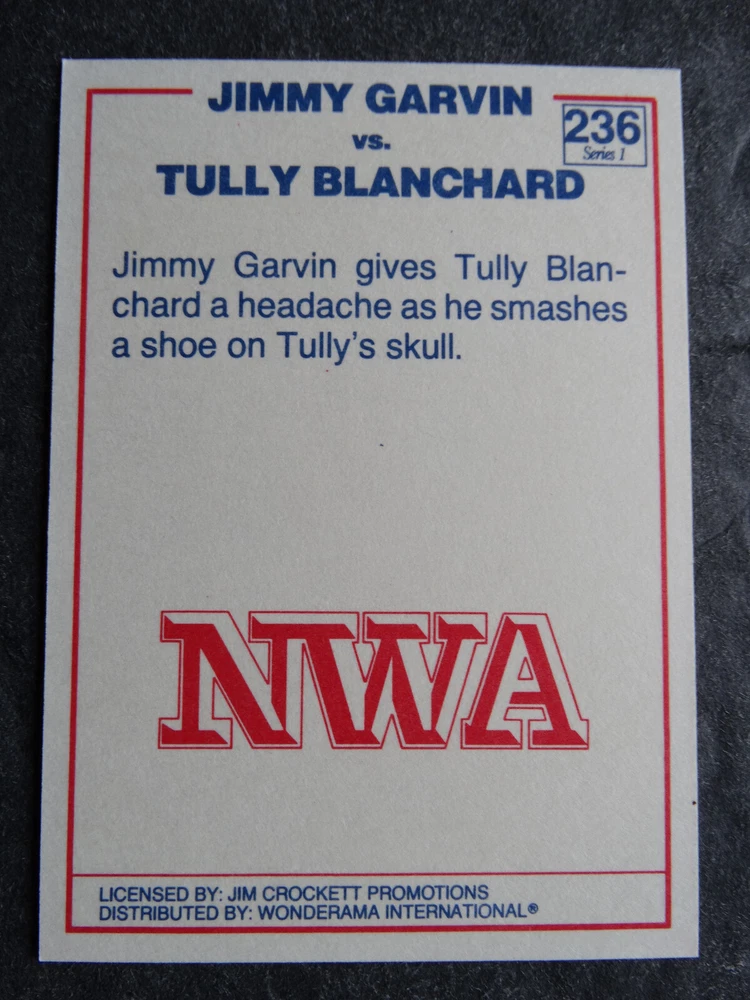 JIMMY GARVIN
vs.
TULLY BLANCHARD
236
Series 1
Jimmy Garvin gives Tully Blan-
chard a headache as he smashes
a shoe on Tully's skull.
NWA
LICENSED BY: JIM CROCKETT PROMOTIONS
DISTRIBUTED BY: WONDERAMA INTERNATIONAL®